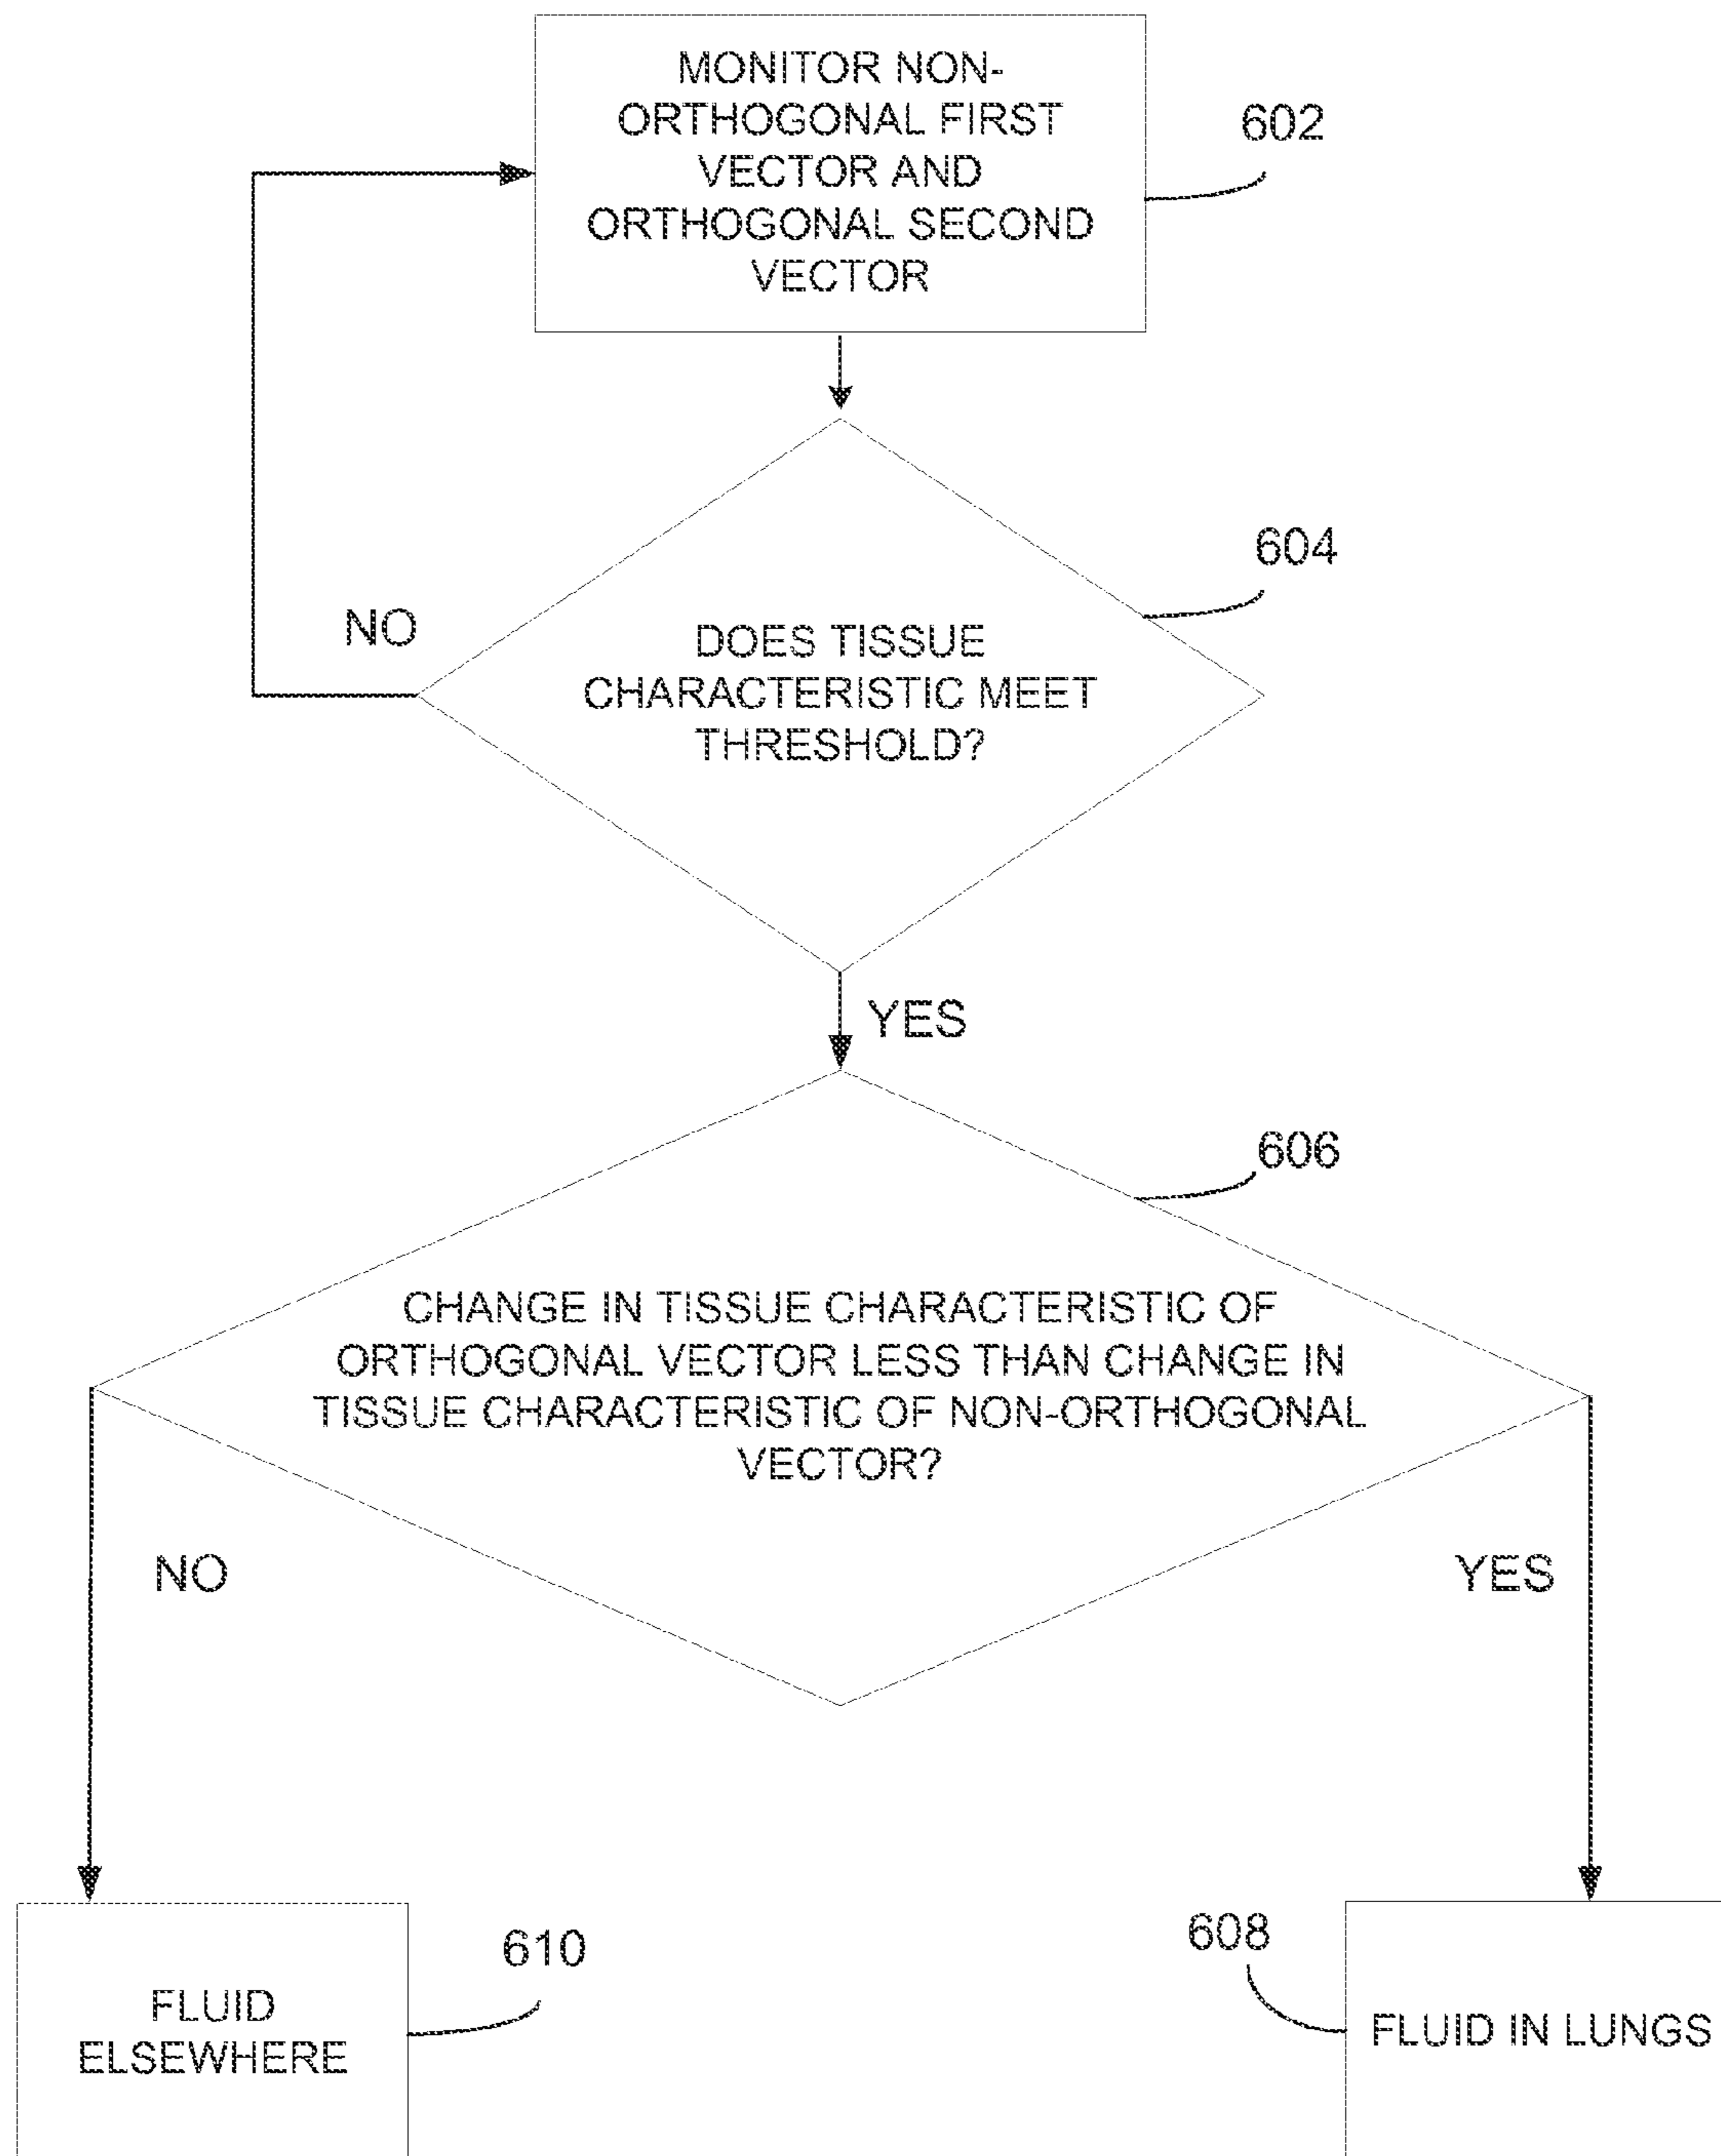 MONITOR NON-
ORTHOGONAL FIRST
VECTOR AND
ORTHOGONAL SECOND
VECTOR
602
604
NO
DOES TISSUE
CHARACTERISTIC MEET
THRESHOLD?
YES
606
CHANGE IN TISSUE CHARACTERISTIC OF
ORTHOGONAL VECTOR LESS THAN CHANGE IN
TISSUE CHARACTERISTIC OF NON-ORTHOGONAL
VECTOR?
NO
YES
610
608
FLUID
ELSEWHERE
FLUID IN LUNGS